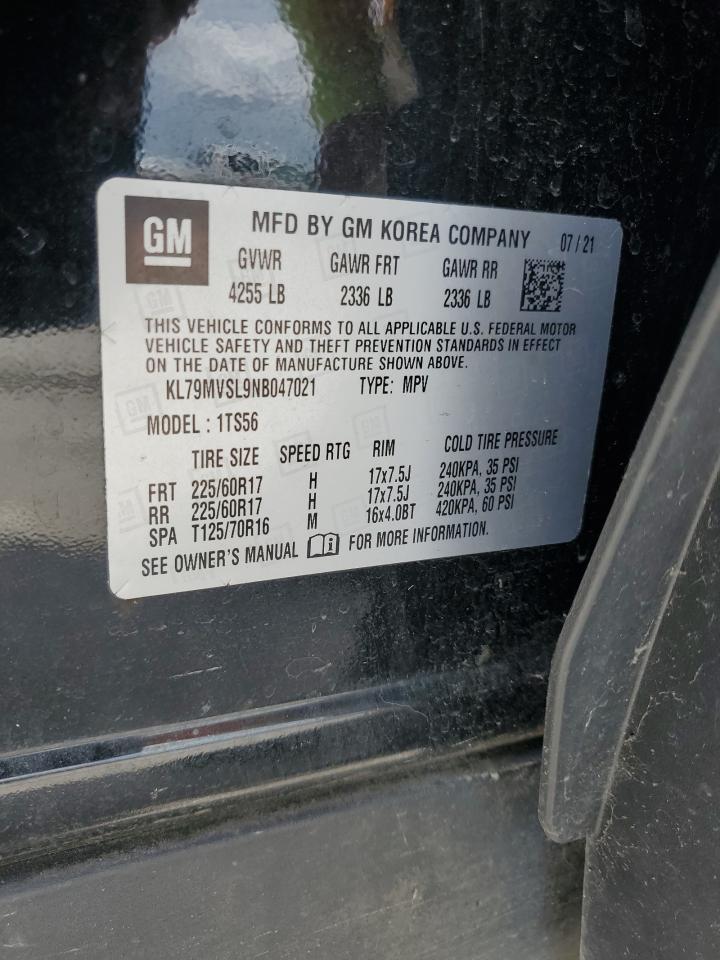 GM
MFD BY GM KOREA COMPANY 07 / 21
GVWR GAWR FRT GAWR RR
4255 LB 2336 LB 2336 LB
THIS VEHICLE CONFORMS TO ALL APPLICABLE U.S. FEDERAL MOTOR
VEHICLE SAFETY AND THEFT PREVENTION STANDARDS IN EFFECT
ON THE DATE OF MANUFACTURE SHOWN ABOVE.
KL79MVSL9NB047021 TYPE: MPV
MODEL : 1TS56
TIRE SIZE SPEED RTG RIM COLD TIRE PRESSURE
FRT 225/60R17 H 17x7.5J 240KPA, 35 PSI
RR 225/60R17 H 17x7.5J 240KPA, 35 PSI
SPA T125/70R16 M 16x4.0BT 420KPA, 60 PSI
SEE OWNER'S MANUAL FOR MORE INFORMATION.